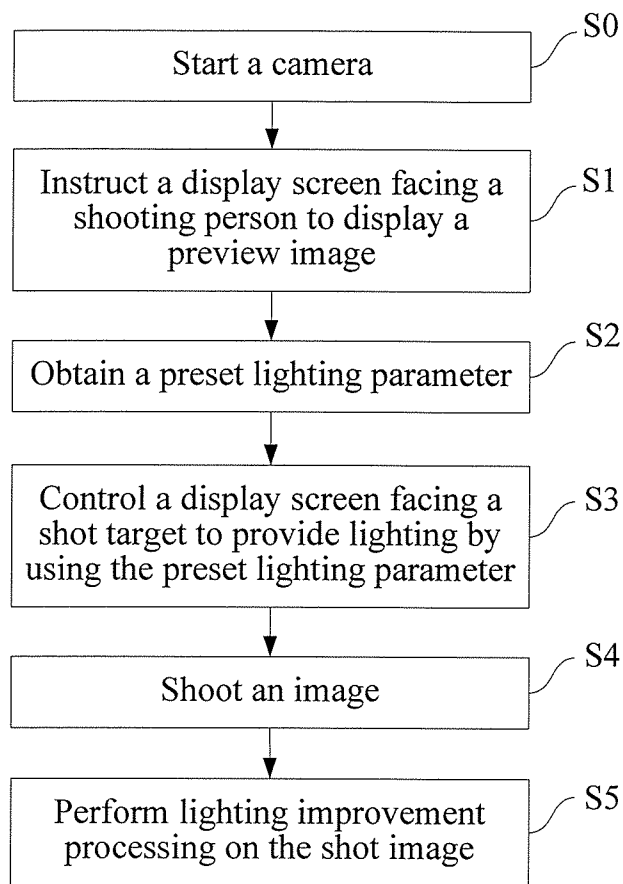 S0
Start a camera
S1
Instruct a display screen facing a
shooting person to display a
preview image
S2
Obtain a preset lighting parameter
S3
Control a display screen facing a
shot target to provide lighting by
using the preset lighting parameter
S4
Shoot an image
S5
Perform lighting improvement
processing on the shot image